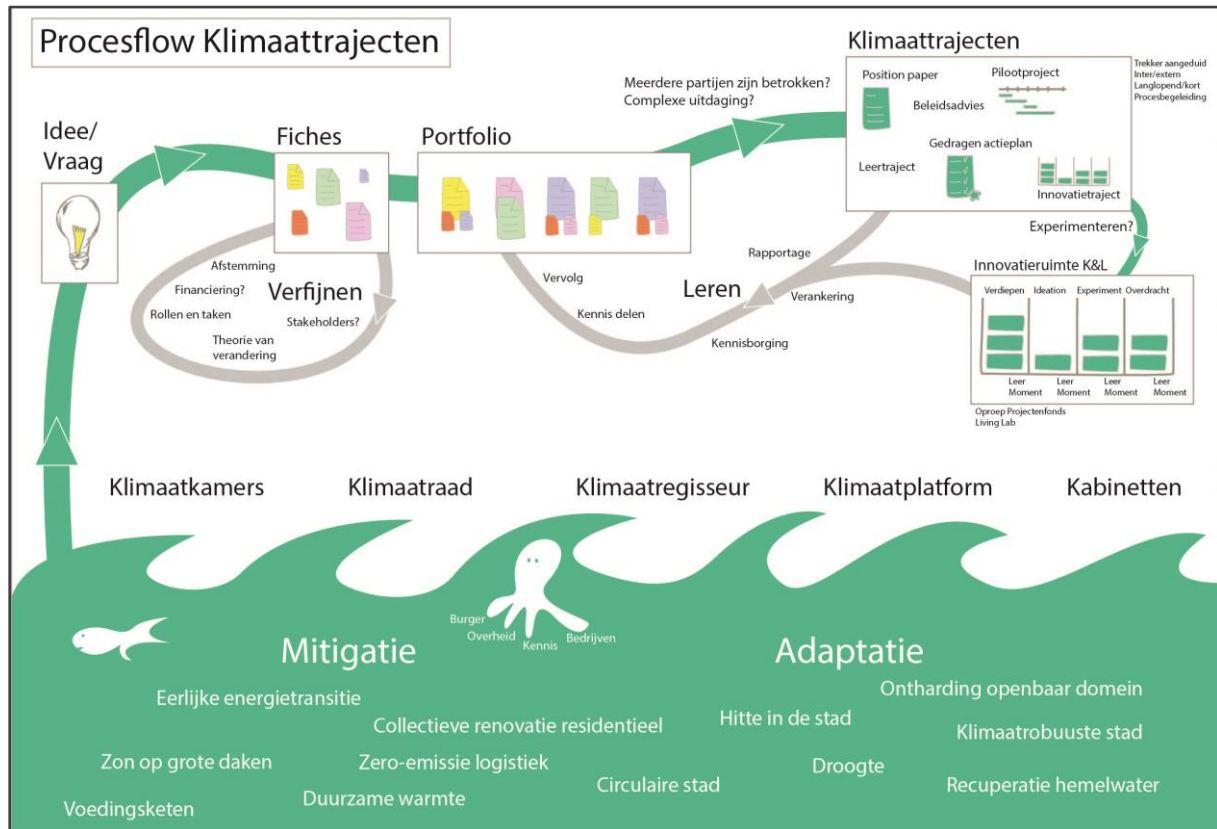 Procesflow Klimaattrajecten
Idee/
Vraag
Fiches
Portfolio
Meerdere partijen zijn betrokken?
Complexe uitdaging?
Klimaattrajecten
Position paper
Pilootproject
Beleidsadvies
Gedragen actieplan
Leertraject
Innovatietraject
Trekker aangeduid
Inter/extern
Langlopend/kort
Procesbegeleiding
Afstemming
Financiering?
Verfijnen
Rollen en taken
Stakeholders?
Theorie van
verandering
Vervolg
Kennis delen
Leren
Rapportage
Verankering
Kennisborging
Experimenteren?
Innovatieruimte K&L
Verdiepen
Ideation
Experiment
Overdracht
Leer
Moment
Leer
Moment
Leer
Moment
Leer
Moment
Oproep Projectenfonds
Living Lab
Klimaatkamers
Klimaatraad
Klimaatregisseur
Klimaatplatform
Kabinetten
Burger
Overheid
Kennis
Bedrijven
Mitigatie
Adaptatie
Eerlijke energietransitie
Ontharding openbaar domein
Collectieve renovatie residentieel
Hitte in de stad
Klimaatrobuuste stad
Zon op grote daken
Zero-emissie logistiek
Droogte
Circulaire stad
Recuperatie hemelwater
Voedingsketen
Duurzame warmte